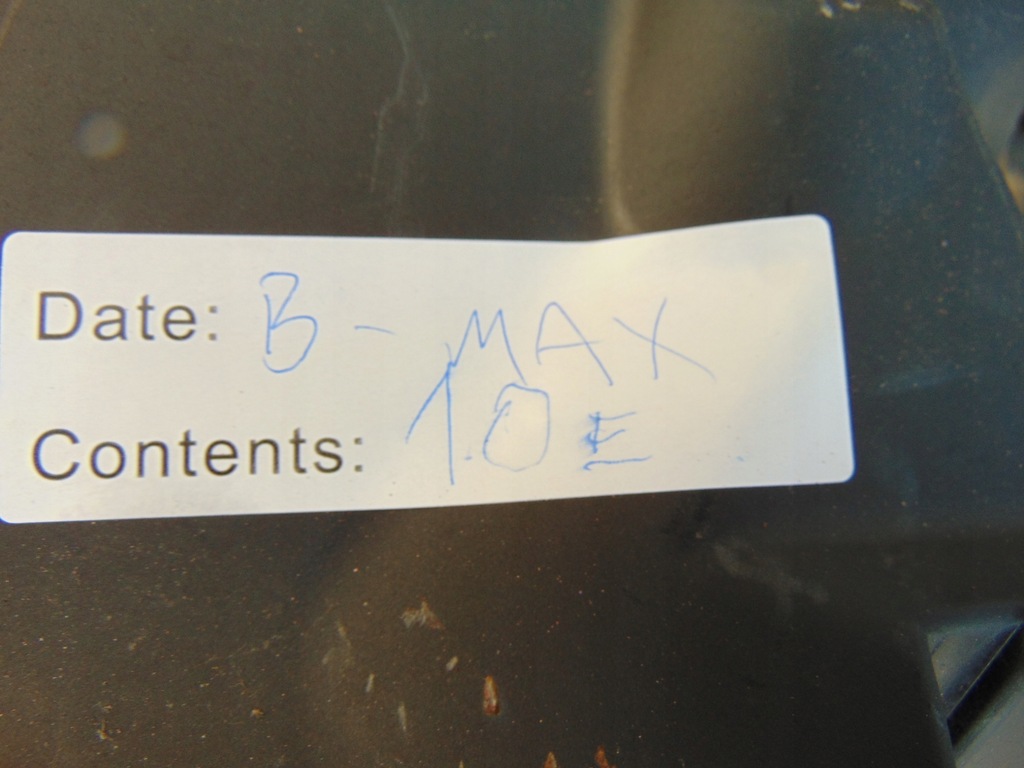 Date: B - MAX
Contents: 1.0 E